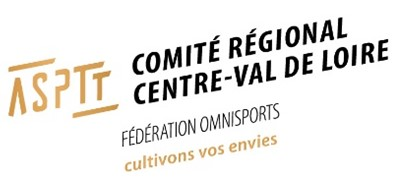 ASPTT
COMITÉ RÉGIONAL
CENTRE-VAL DE LOIRE
FÉDÉRATION OMNISPORTS
cultivons vos envies